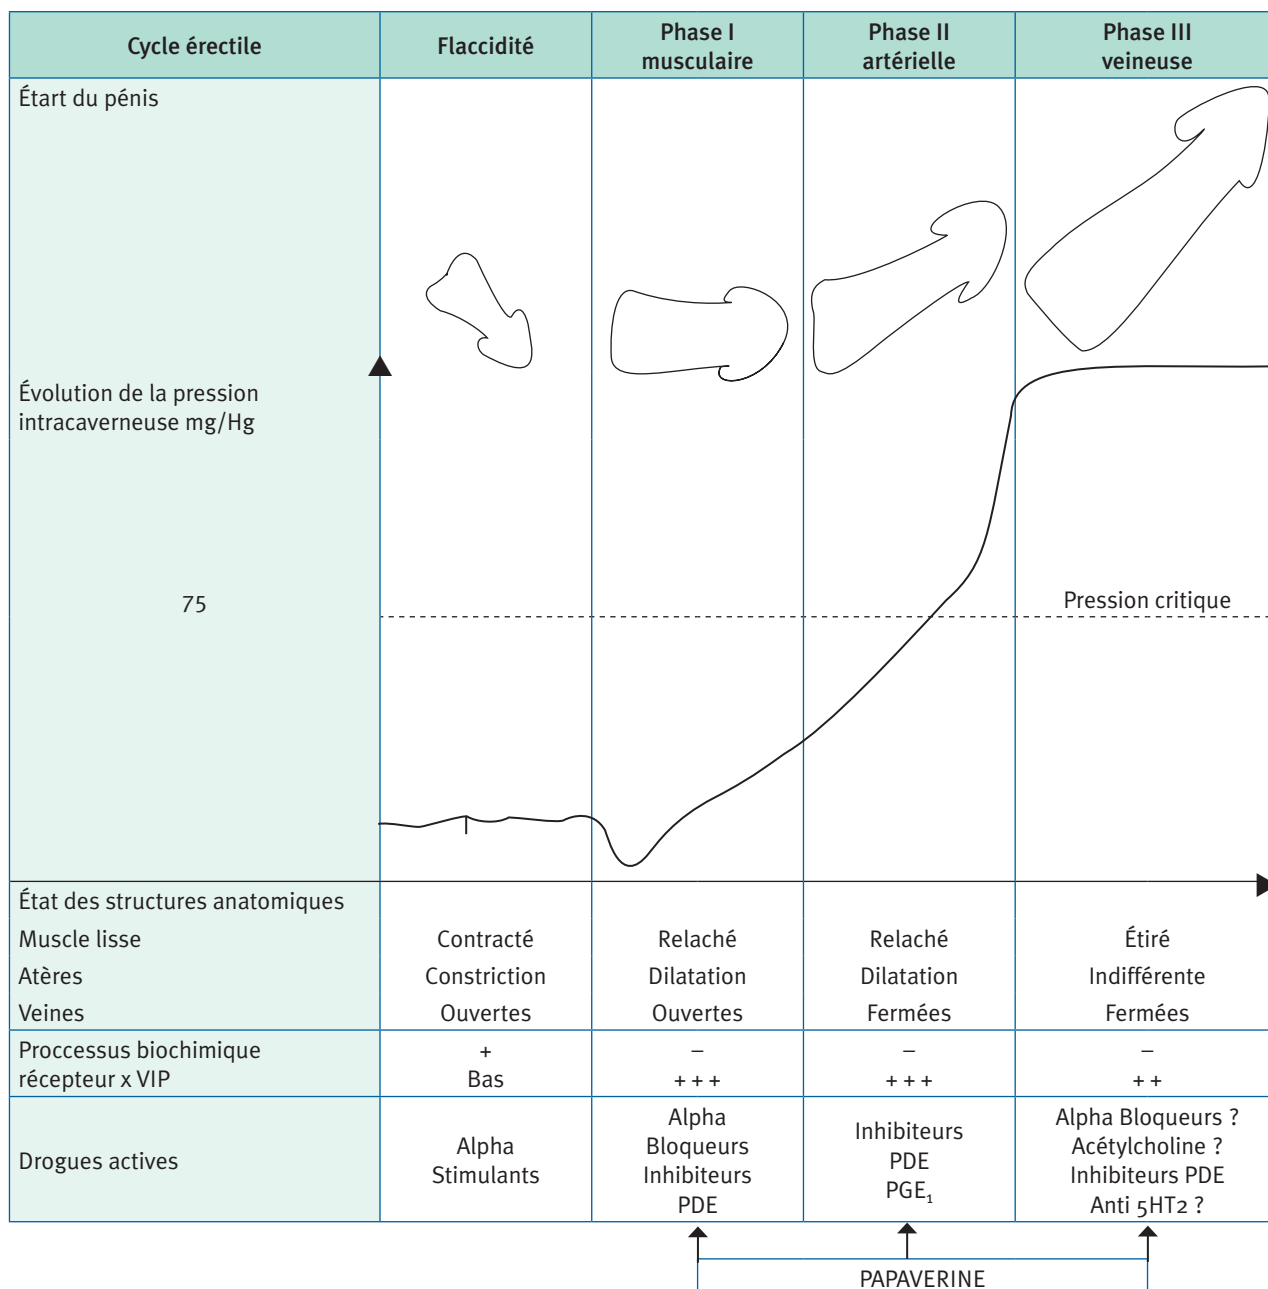 Cycle érectile
Flaccidité
Phase I
musculaire
Phase II
artérielle
Phase III
veineuse
Étart du pénis
Évolution de la pression
intracaverneuse mg/Hg
75
Pression critique
État des structures anatomiques
Muscle lisse
Contracté
Relaché
Relaché
Étiré
Atères
Constriction
Dilatation
Dilatation
Indifférente
Veines
Ouvertes
Ouvertes
Fermées
Fermées
Proccessus biochimique
récepteur x VIP
+
Bas
–
+++
–
+++
–
++
Drogues actives
Alpha
Stimulants
Alpha
Bloqueurs
Inhibiteurs
PDE
Inhibiteurs
PDE
PGE₁
Alpha Bloqueurs ?
Acétylcholine ?
Inhibiteurs PDE
Anti 5HT2 ?
PAPAVERINE